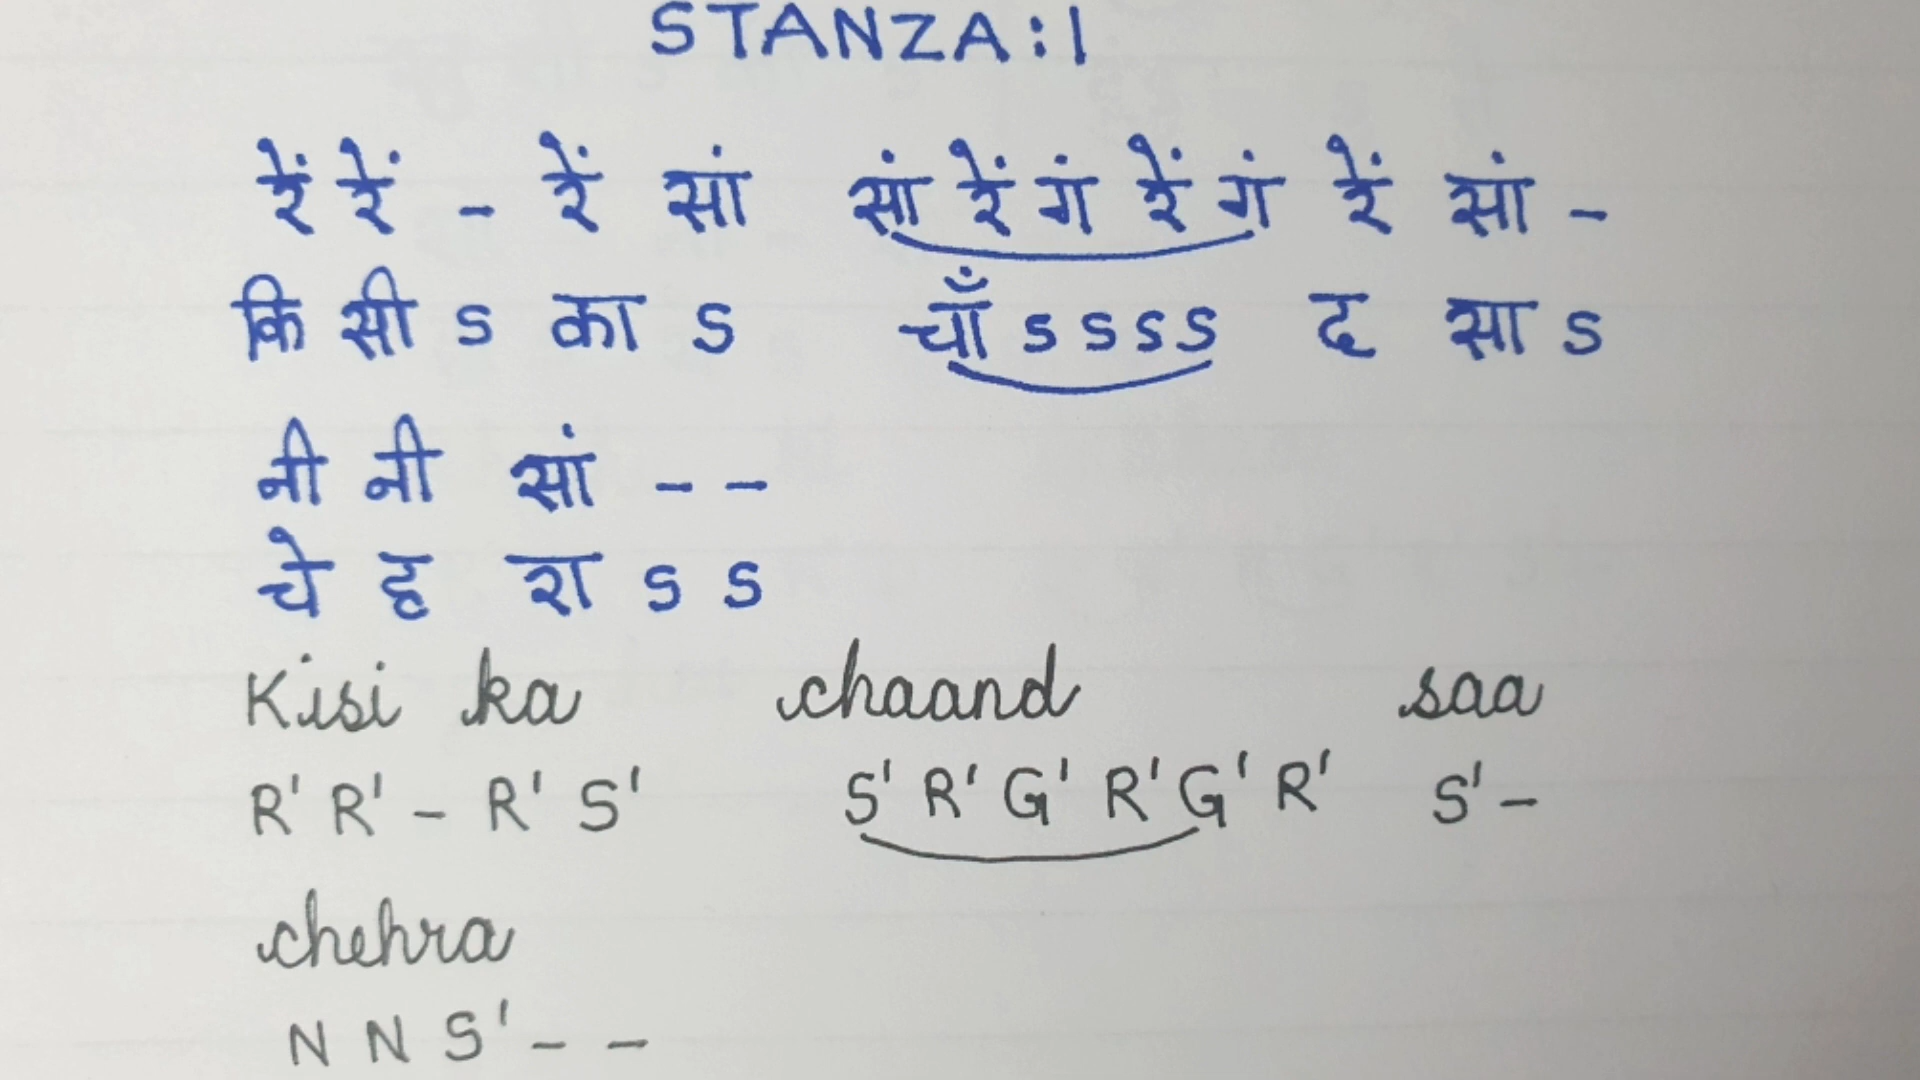 STANZA:1
रें रें - रें सां सां रें गं रें गं रें सां -
कि सी s का s चाँ s s s s द सा s
नी नी सां - -
चे ह रा s s
Kisi ka chaand saa
R' R' - R' S' S' R' G' R' G' R' S' -
chehra
N N S' - -